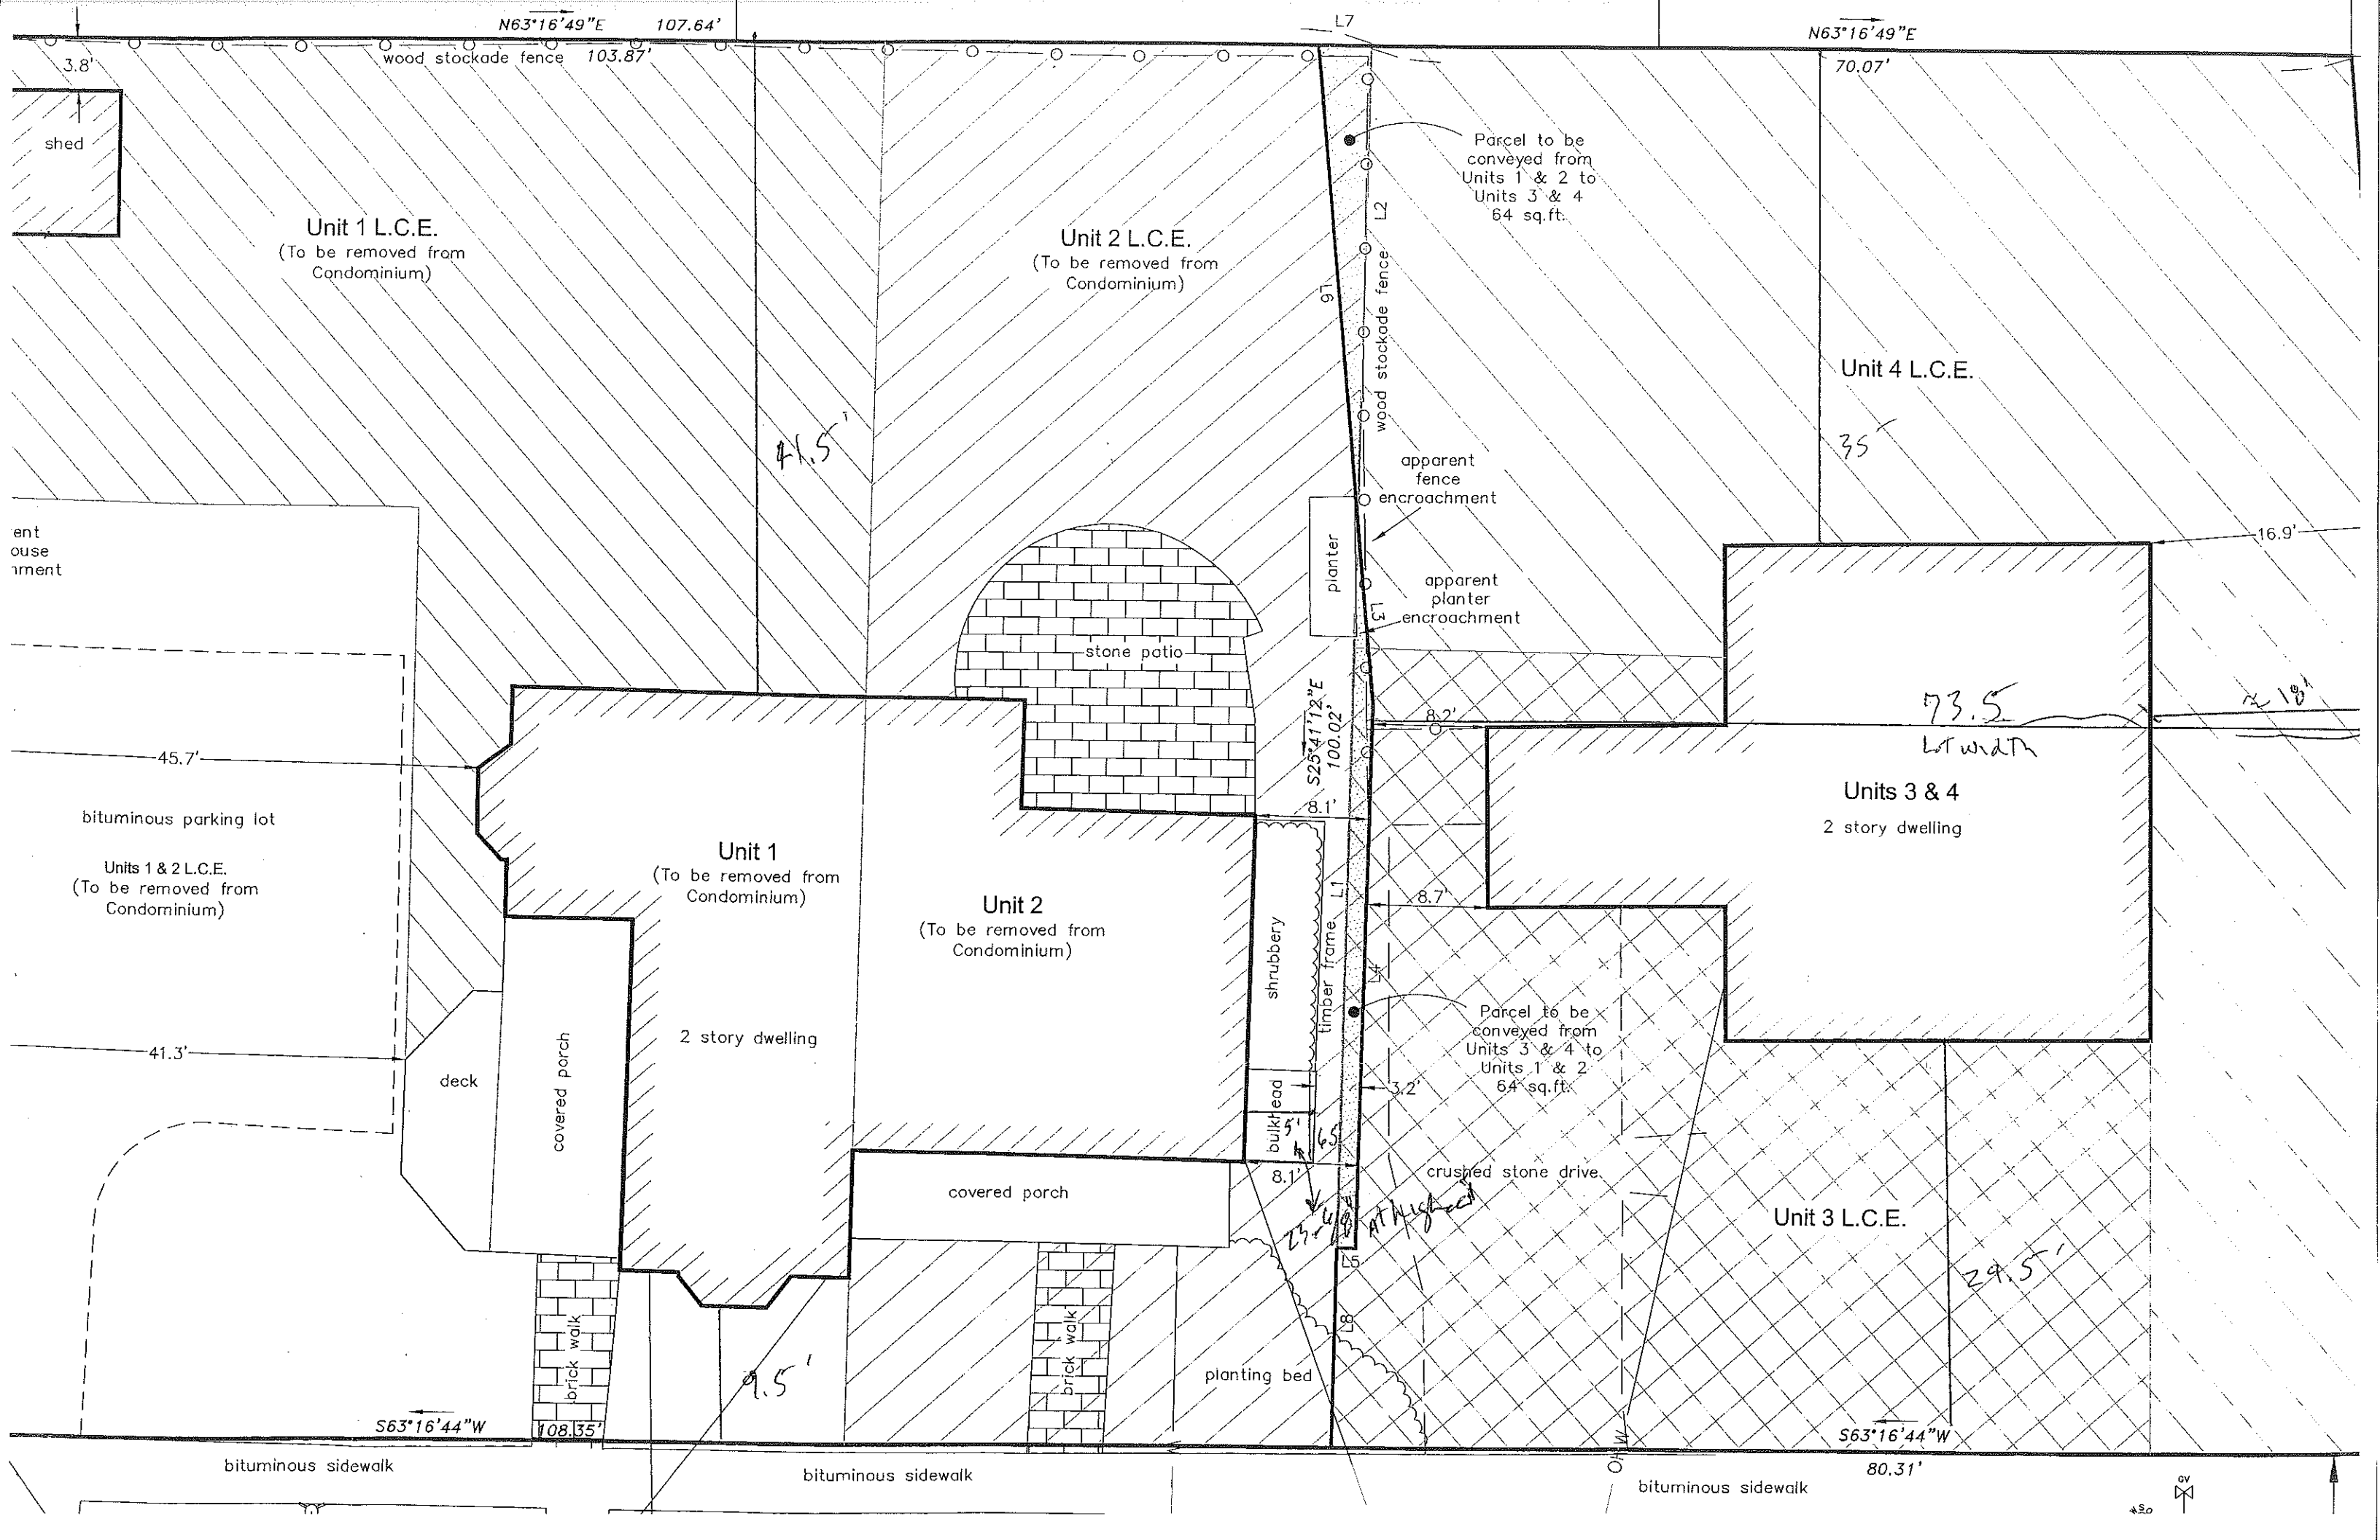 N63°16'49"E 107.64'
L7
N63°16'49"E
wood stockade fence 103.87'
70.07'
3.8'
shed
Parcel to be
conveyed from
Units 1 & 2 to
Units 3 & 4
64 sq.ft.
L2
Unit 1 L.C.E.
(To be removed from
Condominium)
Unit 2 L.C.E.
(To be removed from
Condominium)
L6
wood stockade fence
Unit 4 L.C.E.
41.5'
35'
apparent
fence
encroachment
planter
apparent
planter
encroachment
L3
16.9'
ent
ouse
nment
stone patio
S25°41'12"E
100.02'
8.2'
73.5
Lot width
≈ 18'
45.7'
Units 3 & 4
2 story dwelling
bituminous parking lot
8.1'
Units 1 & 2 L.C.E.
(To be removed from
Condominium)
Unit 1
(To be removed from
Condominium)
Unit 2
(To be removed from
Condominium)
L1
8.7'
shrubbery
timber frame
L4
2 story dwelling
Parcel to be
conveyed from
Units 3 & 4 to
Units 1 & 2
64 sq.ft.
41.3'
deck
covered porch
3.2'
bulkhead
5'
65
8.1'
crushed stone drive
covered porch
Unit 3 L.C.E.
L5
29.5'
L8
brick walk
9.5'
brick walk
planting bed
S63°16'44"W 108.35'
S63°16'44"W
80.31'
OHW
bituminous sidewalk
bituminous sidewalk
bituminous sidewalk
GV